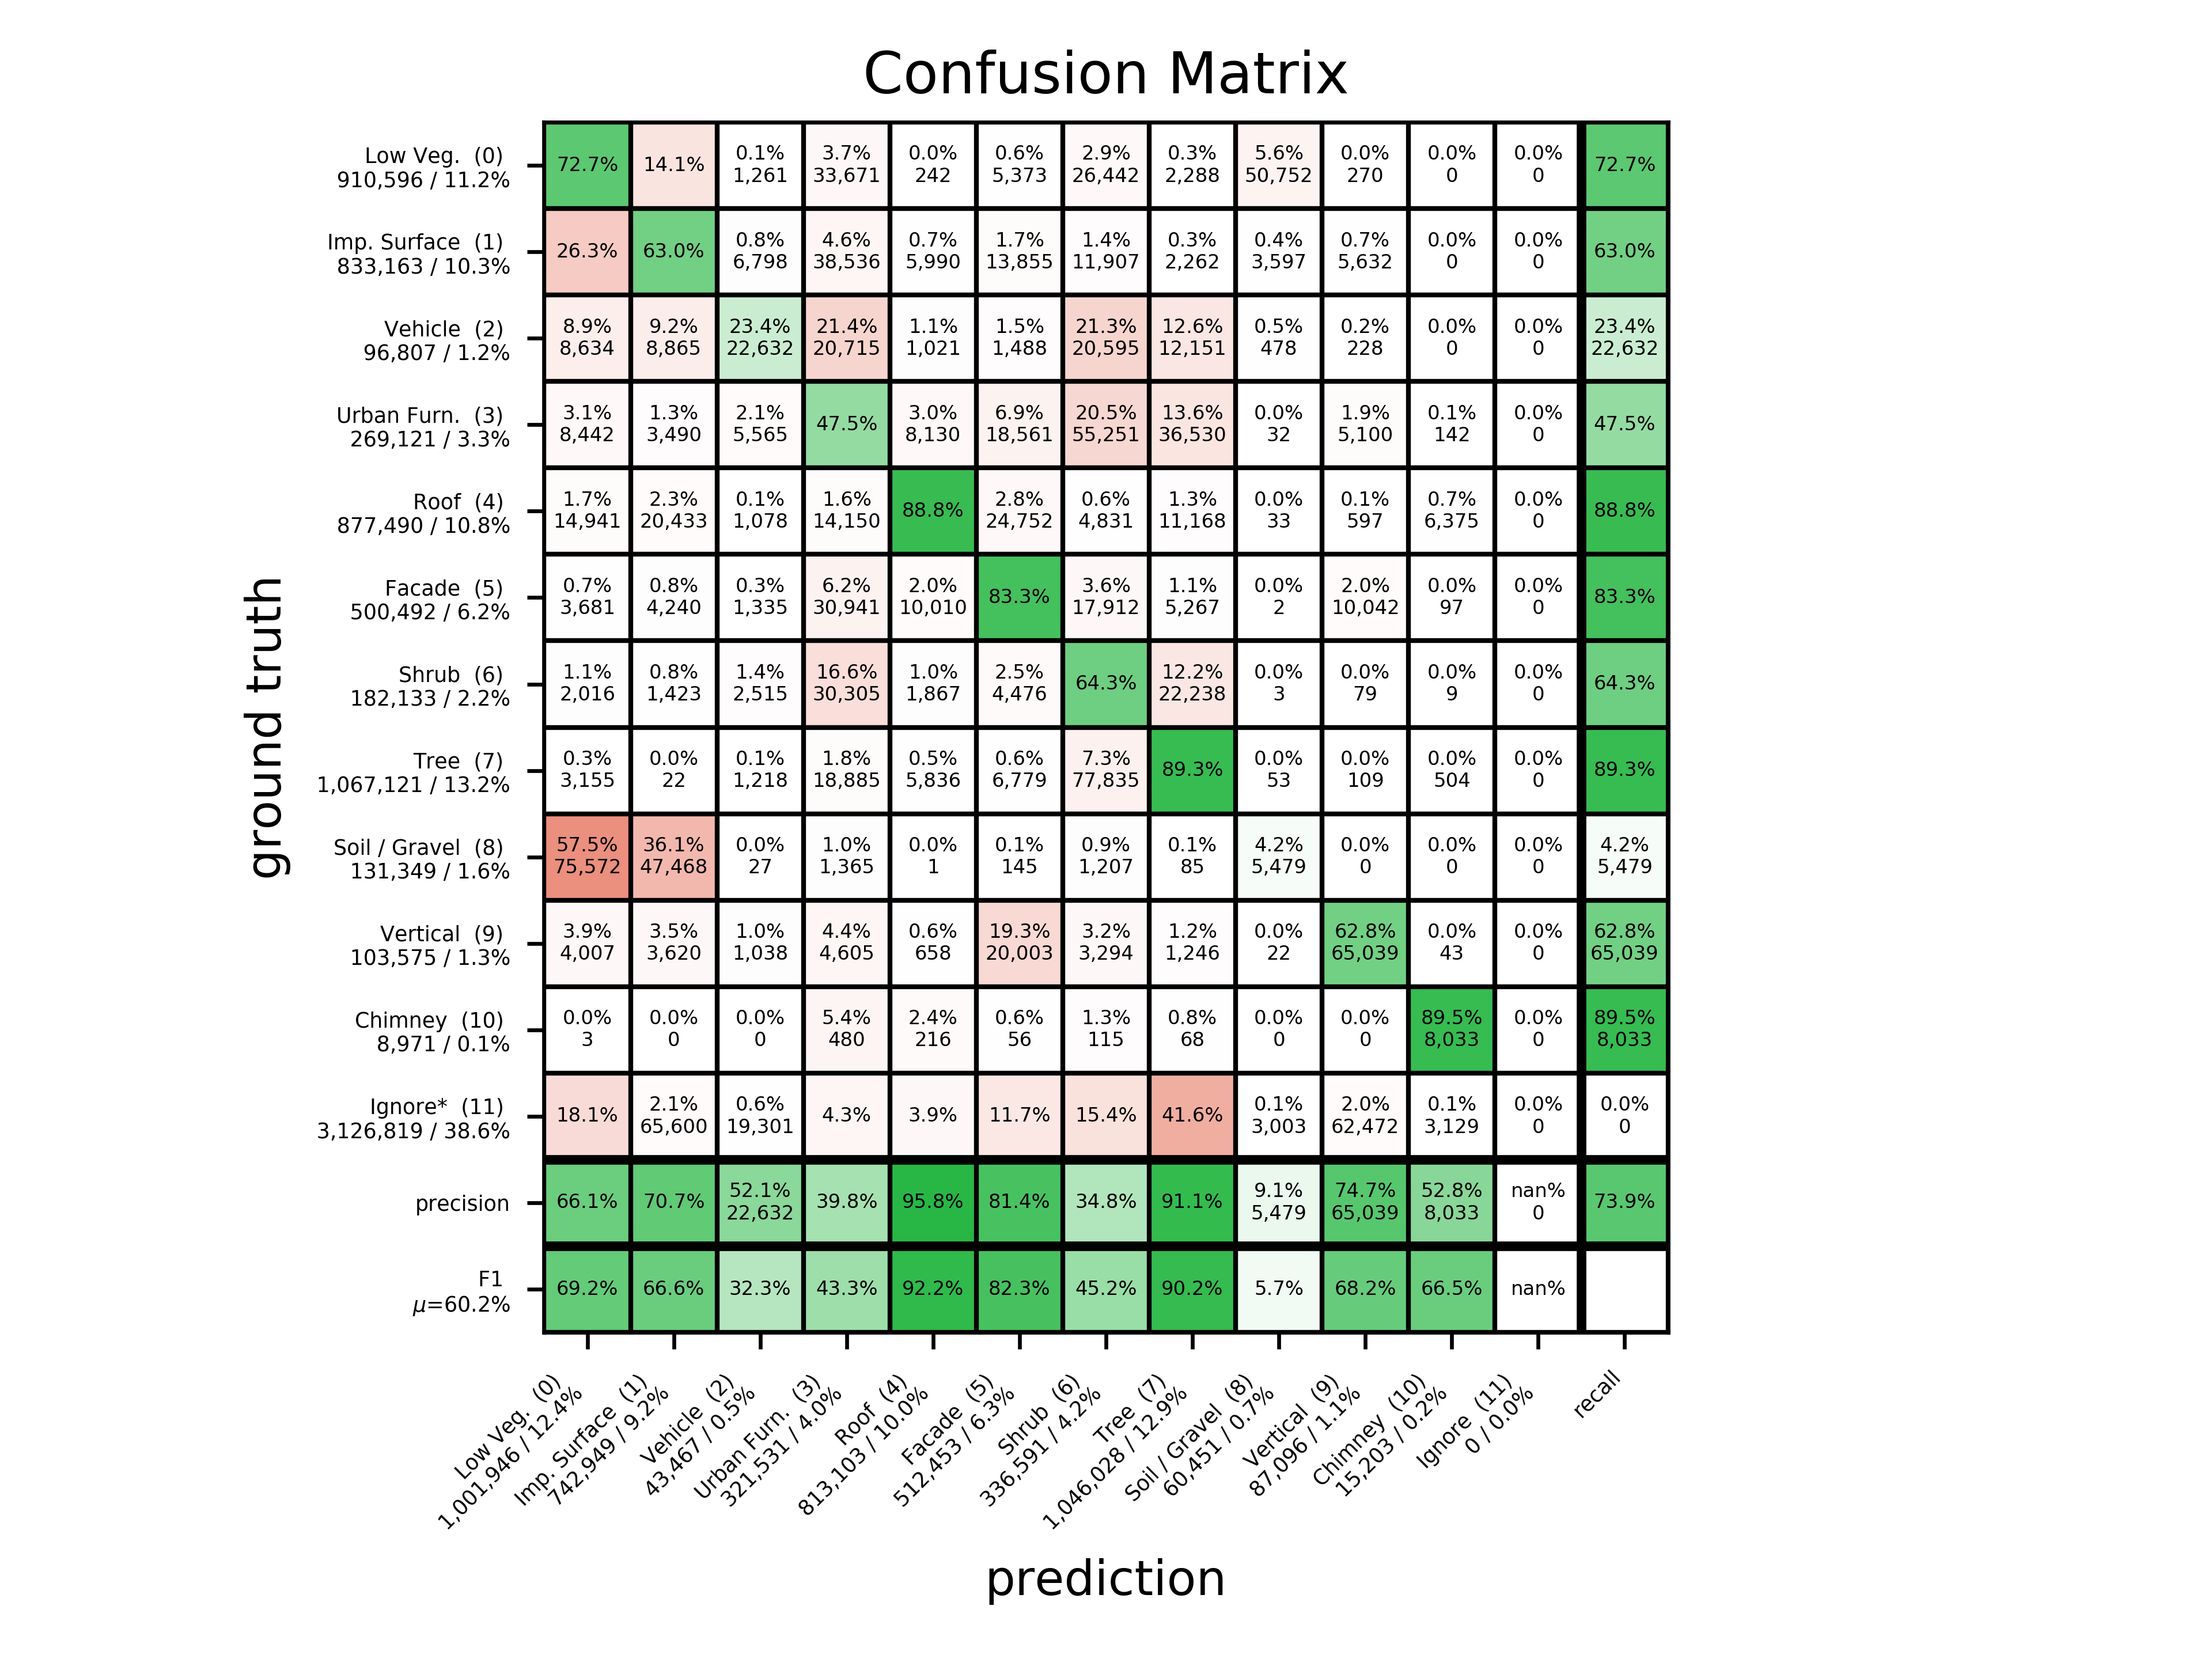 Confusion Matrix
Low Veg. (0)
910,596 / 11.2%
72.7% 14.1% 0.1% 3.7% 0.0% 0.6% 2.9% 0.3% 5.6% 0.0% 0.0% 0.0% 72.7%
1,261 33,671 242 5,373 26,442 2,288 50,752 270 0 0
Imp. Surface (1)
833,163 / 10.3%
26.3% 63.0% 0.8% 4.6% 0.7% 1.7% 1.4% 0.3% 0.4% 0.7% 0.0% 0.0% 63.0%
6,798 38,536 5,990 13,855 11,907 2,262 3,597 5,632 0 0
Vehicle (2)
96,807 / 1.2%
8.9% 9.2% 23.4% 21.4% 1.1% 1.5% 21.3% 12.6% 0.5% 0.2% 0.0% 0.0% 23.4%
8,634 8,865 22,632 20,715 1,021 1,488 20,595 12,151 478 228 0 0 22,632
Urban Furn. (3)
269,121 / 3.3%
3.1% 1.3% 2.1% 47.5% 3.0% 6.9% 20.5% 13.6% 0.0% 1.9% 0.1% 0.0% 47.5%
8,442 3,490 5,565 8,130 18,561 55,251 36,530 32 5,100 142 0
Roof (4)
877,490 / 10.8%
1.7% 2.3% 0.1% 1.6% 88.8% 2.8% 0.6% 1.3% 0.0% 0.1% 0.7% 0.0% 88.8%
14,941 20,433 1,078 14,150 24,752 4,831 11,168 33 597 6,375 0
Facade (5)
500,492 / 6.2%
0.7% 0.8% 0.3% 6.2% 2.0% 83.3% 3.6% 1.1% 0.0% 2.0% 0.0% 0.0% 83.3%
3,681 4,240 1,335 30,941 10,010 17,912 5,267 2 10,042 97 0
Shrub (6)
182,133 / 2.2%
1.1% 0.8% 1.4% 16.6% 1.0% 2.5% 64.3% 12.2% 0.0% 0.0% 0.0% 0.0% 64.3%
2,016 1,423 2,515 30,305 1,867 4,476 22,238 3 79 9 0
Tree (7)
1,067,121 / 13.2%
0.3% 0.0% 0.1% 1.8% 0.5% 0.6% 7.3% 89.3% 0.0% 0.0% 0.0% 0.0% 89.3%
3,155 22 1,218 18,885 5,836 6,779 77,835 53 109 504 0
Soil / Gravel (8)
131,349 / 1.6%
57.5% 36.1% 0.0% 1.0% 0.0% 0.1% 0.9% 0.1% 4.2% 0.0% 0.0% 0.0% 4.2%
75,572 47,468 27 1,365 1 145 1,207 85 5,479 0 0 0 5,479
Vertical (9)
103,575 / 1.3%
3.9% 3.5% 1.0% 4.4% 0.6% 19.3% 3.2% 1.2% 0.0% 62.8% 0.0% 0.0% 62.8%
4,007 3,620 1,038 4,605 658 20,003 3,294 1,246 22 65,039 43 0 65,039
Chimney (10)
8,971 / 0.1%
0.0% 0.0% 0.0% 5.4% 2.4% 0.6% 1.3% 0.8% 0.0% 0.0% 89.5% 0.0% 89.5%
3 0 0 480 216 56 115 68 0 0 8,033 0 8,033
Ignore* (11)
3,126,819 / 38.6%
18.1% 2.1% 0.6% 4.3% 3.9% 11.7% 15.4% 41.6% 0.1% 2.0% 0.1% 0.0% 0.0%
65,600 19,301 3,003 62,472 3,129 0 0
precision
66.1% 70.7% 52.1% 39.8% 95.8% 81.4% 34.8% 91.1% 9.1% 74.7% 52.8% nan% 73.9%
22,632 5,479 65,039 8,033 0
F1
μ=60.2%
69.2% 66.6% 32.3% 43.3% 92.2% 82.3% 45.2% 90.2% 5.7% 68.2% 66.5% nan%
ground truth
Low Veg. (0)
1,001,946 / 12.4%
Imp. Surface (1)
742,949 / 9.2%
Vehicle (2)
43,467 / 0.5%
Urban Furn. (3)
321,531 / 4.0%
Roof (4)
813,103 / 10.0%
Facade (5)
512,453 / 6.3%
Shrub (6)
336,591 / 4.2%
Tree (7)
1,046,028 / 12.9%
Soil / Gravel (8)
60,451 / 0.7%
Vertical (9)
87,096 / 1.1%
Chimney (10)
15,203 / 0.2%
Ignore (11)
0 / 0.0%
recall
prediction